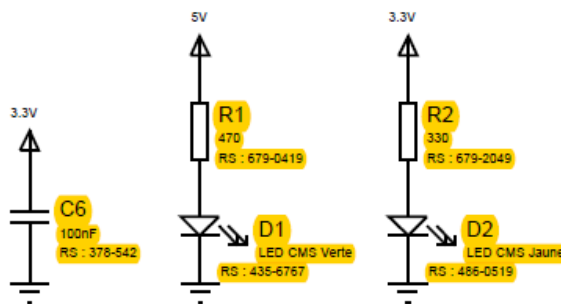 5V
3.3V
R1
470
RS : 679-0419
R2
330
RS : 679-2049
3.3V
C6
100nF
RS : 378-542
D1
LED CMS Verte
RS : 435-6767
D2
LED CMS Jaune
RS : 486-0519